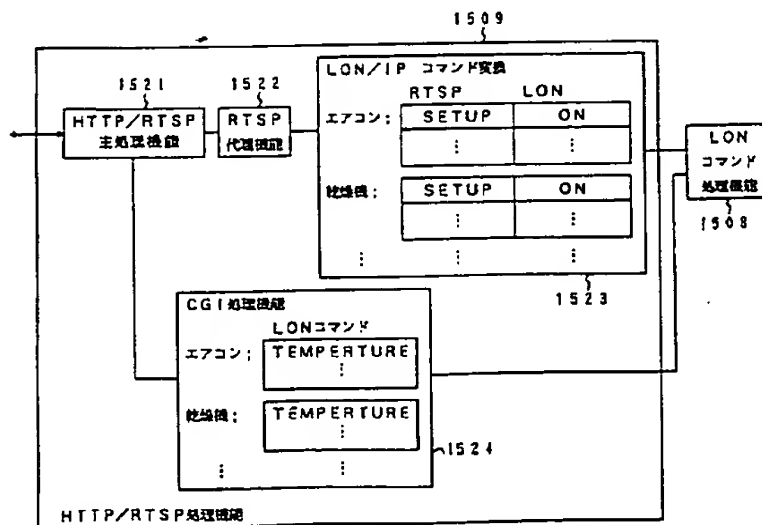 1509
1521
1522
HTTP/RTSP
主処理機能
RTSP
代理機能
LON/IP コマンド変換
RTSP LON
エアコン; SETUP ON
⋮ ⋮
乾燥機; SETUP ON
⋮ ⋮
⋮ ⋮ ⋮
1523
LON
コマンド
処理機能
1508
CGI処理機能
LONコマンド
エアコン; TEMPERTURE
⋮
乾燥機; TEMPERTURE
⋮
⋮ ⋮
1524
HTTP/RTSP処理機能